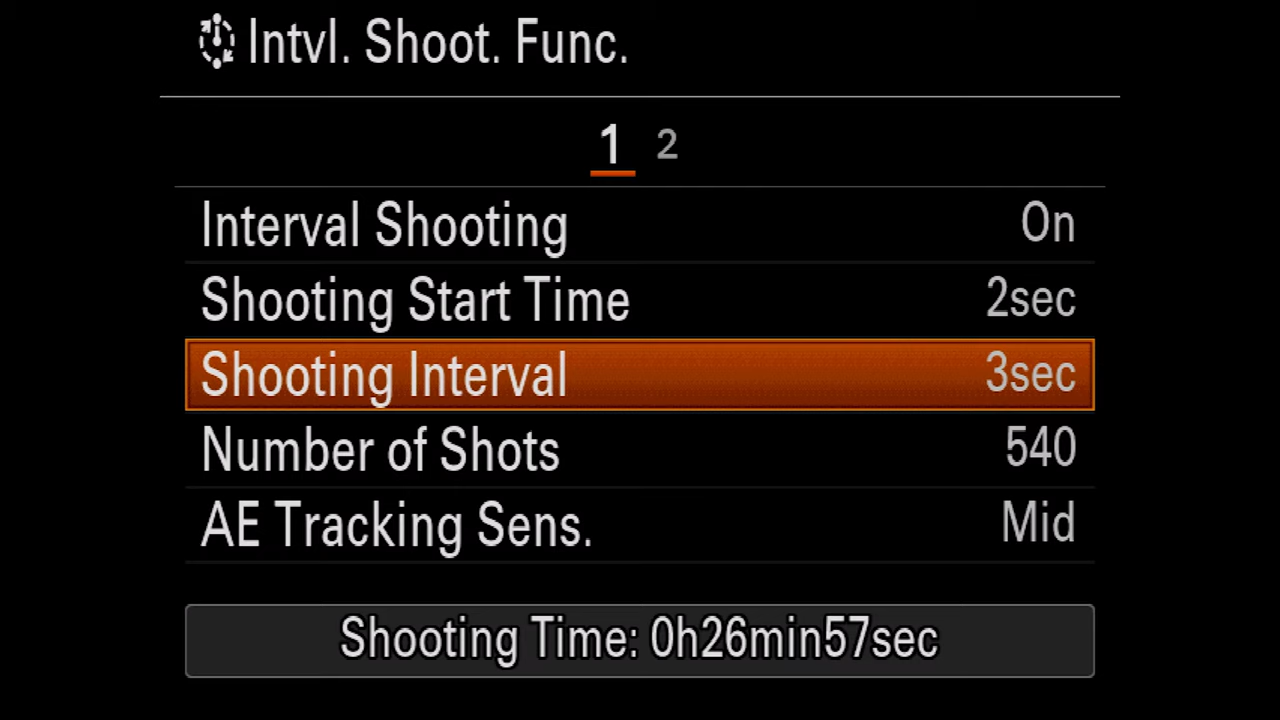 Intvl. Shoot. Func.
1 2
Interval Shooting On
Shooting Start Time 2sec
Shooting Interval 3sec
Number of Shots 540
AE Tracking Sens. Mid
Shooting Time: 0h26min57sec